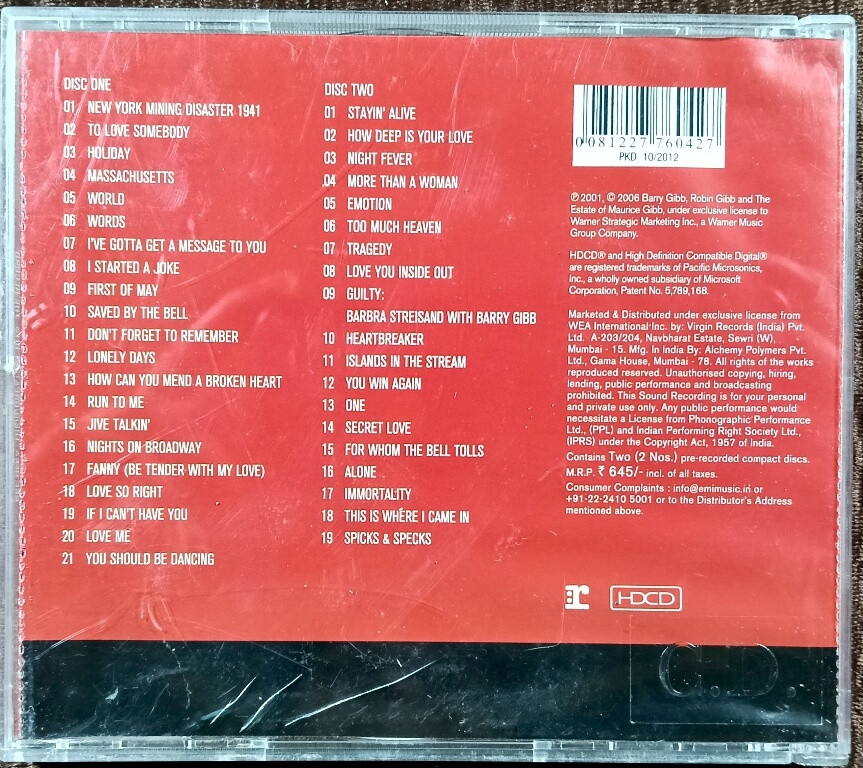 DISC ONE
01 NEW YORK MINING DISASTER 1941
02 TO LOVE SOMEBODY
03 HOLIDAY
04 MASSACHUSETTS
05 WORLD
06 WORDS
07 I'VE GOTTA GET A MESSAGE TO YOU
08 I STARTED A JOKE
09 FIRST OF MAY
10 SAVED BY THE BELL
11 DON'T FORGET TO REMEMBER
12 LONELY DAYS
13 HOW CAN YOU MEND A BROKEN HEART
14 RUN TO ME
15 JIVE TALKIN'
16 NIGHTS ON BROADWAY
17 FANNY (BE TENDER WITH MY LOVE)
18 LOVE SO RIGHT
19 IF I CAN'T HAVE YOU
20 LOVE ME
21 YOU SHOULD BE DANCING
DISC TWO
01 STAYIN' ALIVE
02 HOW DEEP IS YOUR LOVE
03 NIGHT FEVER
04 MORE THAN A WOMAN
05 EMOTION
06 TOO MUCH HEAVEN
07 TRAGEDY
08 LOVE YOU INSIDE OUT
09 GUILTY:
BARBRA STREISAND WITH BARRY GIBB
10 HEARTBREAKER
11 ISLANDS IN THE STREAM
12 YOU WIN AGAIN
13 ONE
14 SECRET LOVE
15 FOR WHOM THE BELL TOLLS
16 ALONE
17 IMMORTALITY
18 THIS IS WHERE I CAME IN
19 SPICKS & SPECKS
0 081227 760427
PKD 10/2012
℗ 2001, © 2006 Barry Gibb, Robin Gibb and The
Estate of Maurice Gibb, under exclusive license to
Warner Strategic Marketing Inc., a Warner Music
Group Company.
HDCD® and High Definition Compatible Digital®
are registered trademarks of Pacific Microsonics,
Inc., a wholly owned subsidiary of Microsoft
Corporation, Patent No. 5,789,168.
Marketed & Distributed under exclusive license from
WEA International Inc. by: Virgin Records (India) Pvt.
Ltd. A-203/204, Navbharat Estate, Sewri (W),
Mumbai - 15. Mfg. In India By: Alchemy Polymers Pvt.
Ltd., Gama House, Mumbai - 78. All rights of the works
reproduced reserved. Unauthorised copying, hiring,
lending, public performance and broadcasting
prohibited. This Sound Recording is for your personal
and private use only. Any public performance would
necessitate a License from Phonographic Performance
Ltd., (PPL) and Indian Performing Right Society Ltd.,
(IPRS) under the Copyright Act, 1957 of India.
Contains Two (2 Nos.) pre-recorded compact discs.
M.R.P. ₹ 645/- incl. of all taxes.
Consumer Complaints : info@emimusic.in or
+91-22-2410 5001 or to the Distributor's Address
mentioned above.
r HDCD
C.D.